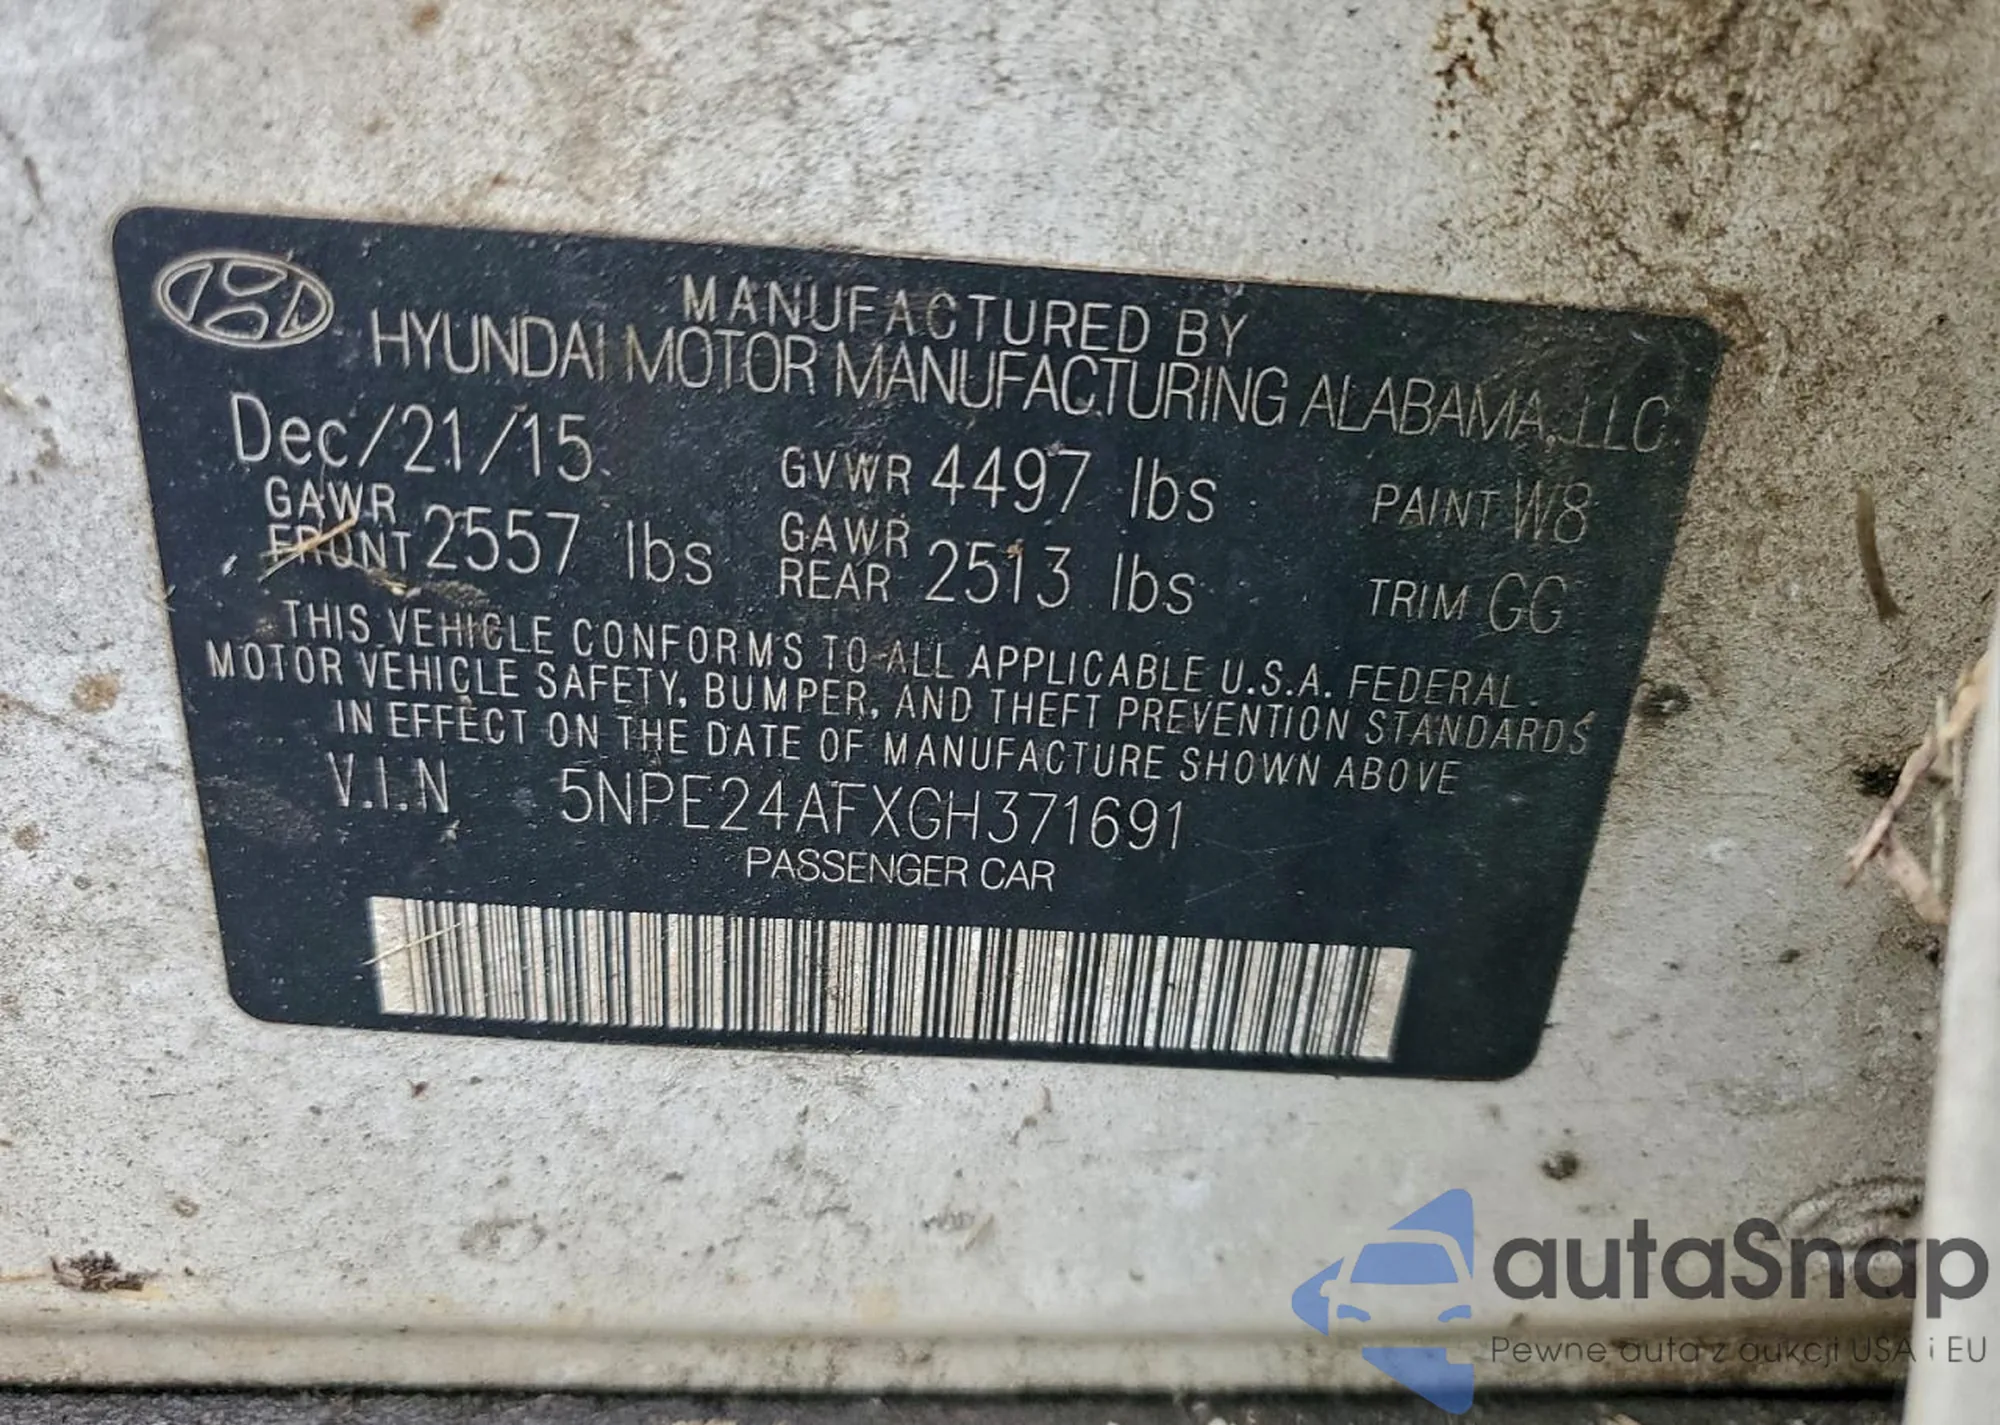 MANUFACTURED BY
HYUNDAI MOTOR MANUFACTURING ALABAMA, LLC
Dec/21/15 GVWR 4497 lbs PAINT W8
GAWR FRONT 2557 lbs GAWR REAR 2513 lbs TRIM GG
THIS VEHICLE CONFORMS TO ALL APPLICABLE U.S.A. FEDERAL
MOTOR VEHICLE SAFETY, BUMPER, AND THEFT PREVENTION STANDARDS
IN EFFECT ON THE DATE OF MANUFACTURE SHOWN ABOVE
V.I.N 5NPE24AFXGH371691
PASSENGER CAR
autaSnap
Pewne auta z aukcji USA i EU